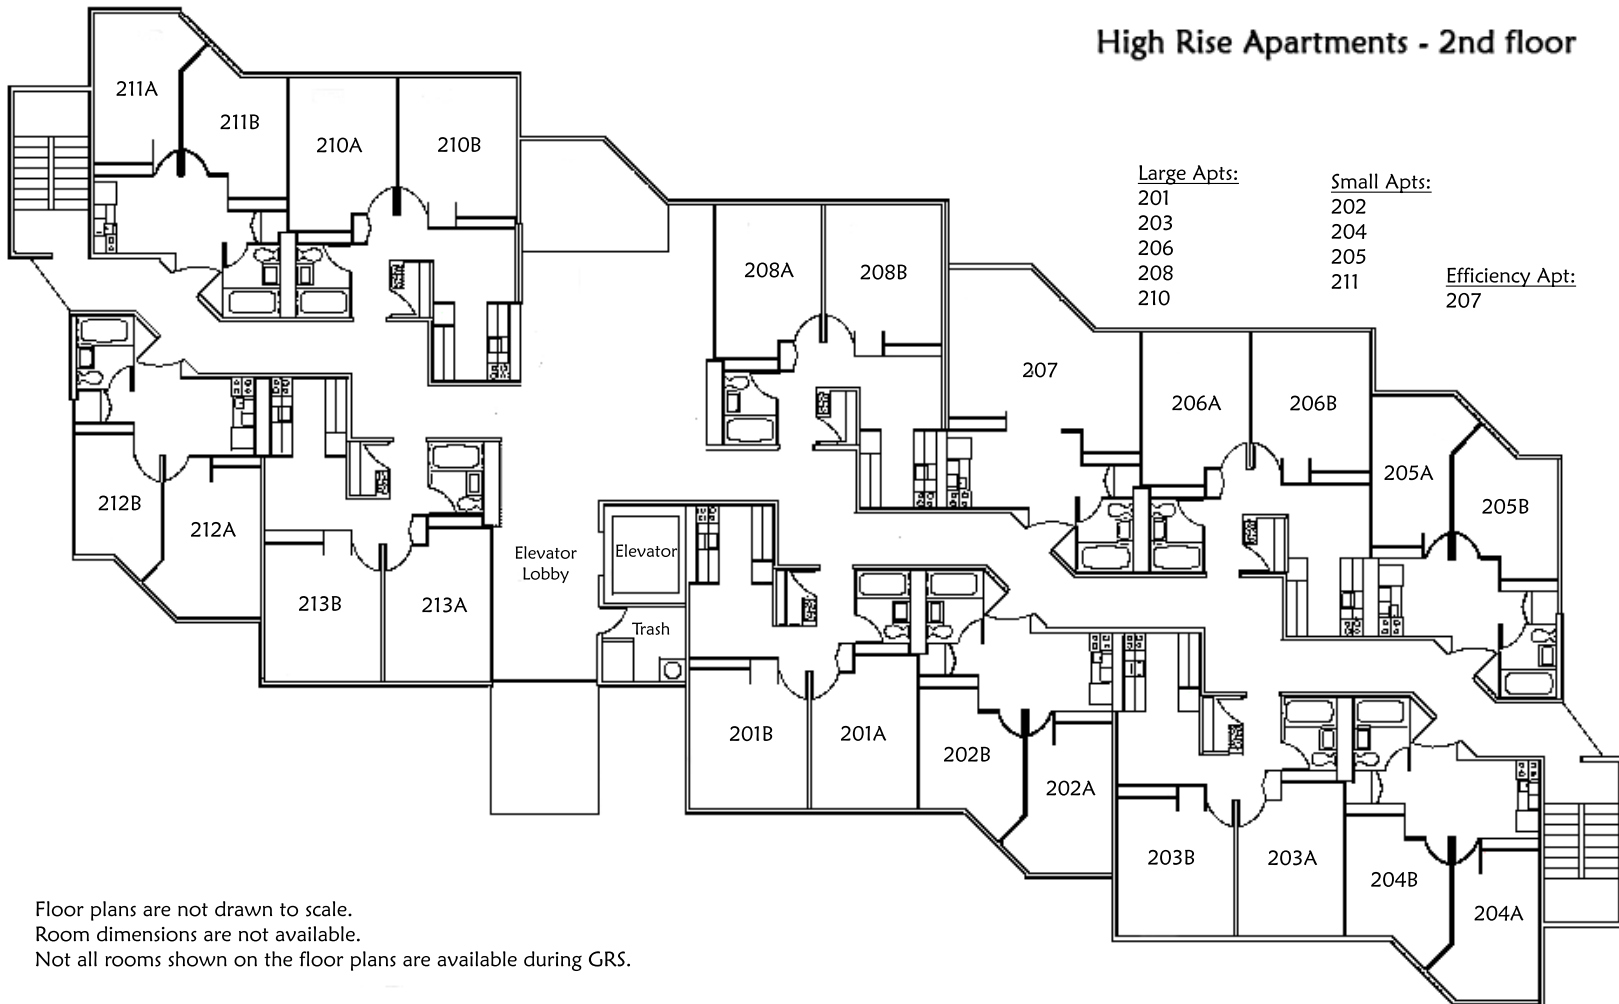 High Rise Apartments - 2nd floor
211A
211B
210A
210B
Large Apts:
201
203
206
208
210
Small Apts:
202
204
205
211
Efficiency Apt:
207
208A
208B
207
206A
206B
205A
205B
212B
212A
213B
213A
Elevator
Lobby
Elevator
Trash
201B
201A
202B
202A
203B
203A
204B
204A
Floor plans are not drawn to scale.
Room dimensions are not available.
Not all rooms shown on the floor plans are available during GRS.